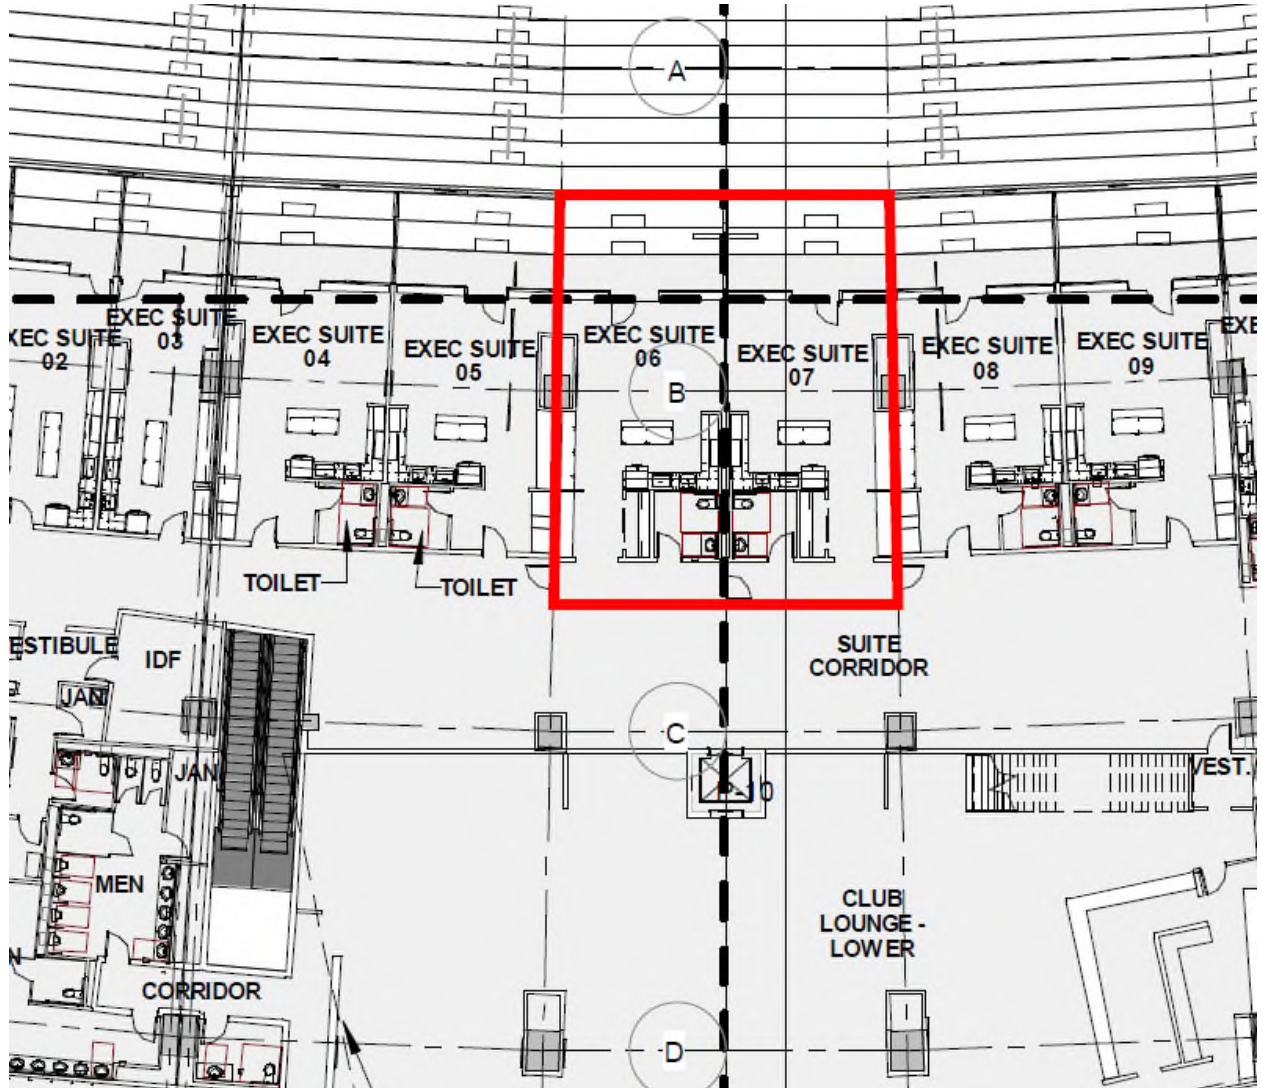 A
EXEC SUITE
02
EXEC SUITE
03
EXEC SUITE
04
EXEC SUITE
05
EXEC SUITE
06
EXEC SUITE
07
EXEC SUITE
08
EXEC SUITE
09
EXE
B
TOILET
TOILET
ESTIBULE
IDF
JAN
SUITE
CORRIDOR
C
JAN
VEST.
MEN
CLUB
LOUNGE -
LOWER
N
CORRIDOR
D